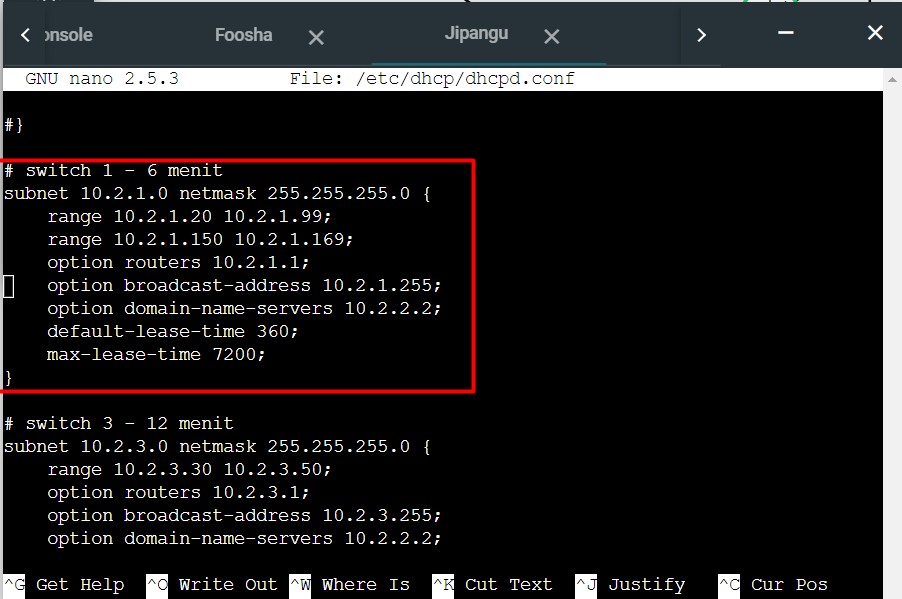 onsole Foosha Jipangu
GNU nano 2.5.3 File: /etc/dhcp/dhcpd.conf
#}
# switch 1 - 6 menit
subnet 10.2.1.0 netmask 255.255.255.0 {
    range 10.2.1.20 10.2.1.99;
    range 10.2.1.150 10.2.1.169;
    option routers 10.2.1.1;
    option broadcast-address 10.2.1.255;
    option domain-name-servers 10.2.2.2;
    default-lease-time 360;
    max-lease-time 7200;
}
# switch 3 - 12 menit
subnet 10.2.3.0 netmask 255.255.255.0 {
    range 10.2.3.30 10.2.3.50;
    option routers 10.2.3.1;
    option broadcast-address 10.2.3.255;
    option domain-name-servers 10.2.2.2;
^G Get Help ^O Write Out ^W Where Is ^K Cut Text ^J Justify ^C Cur Pos